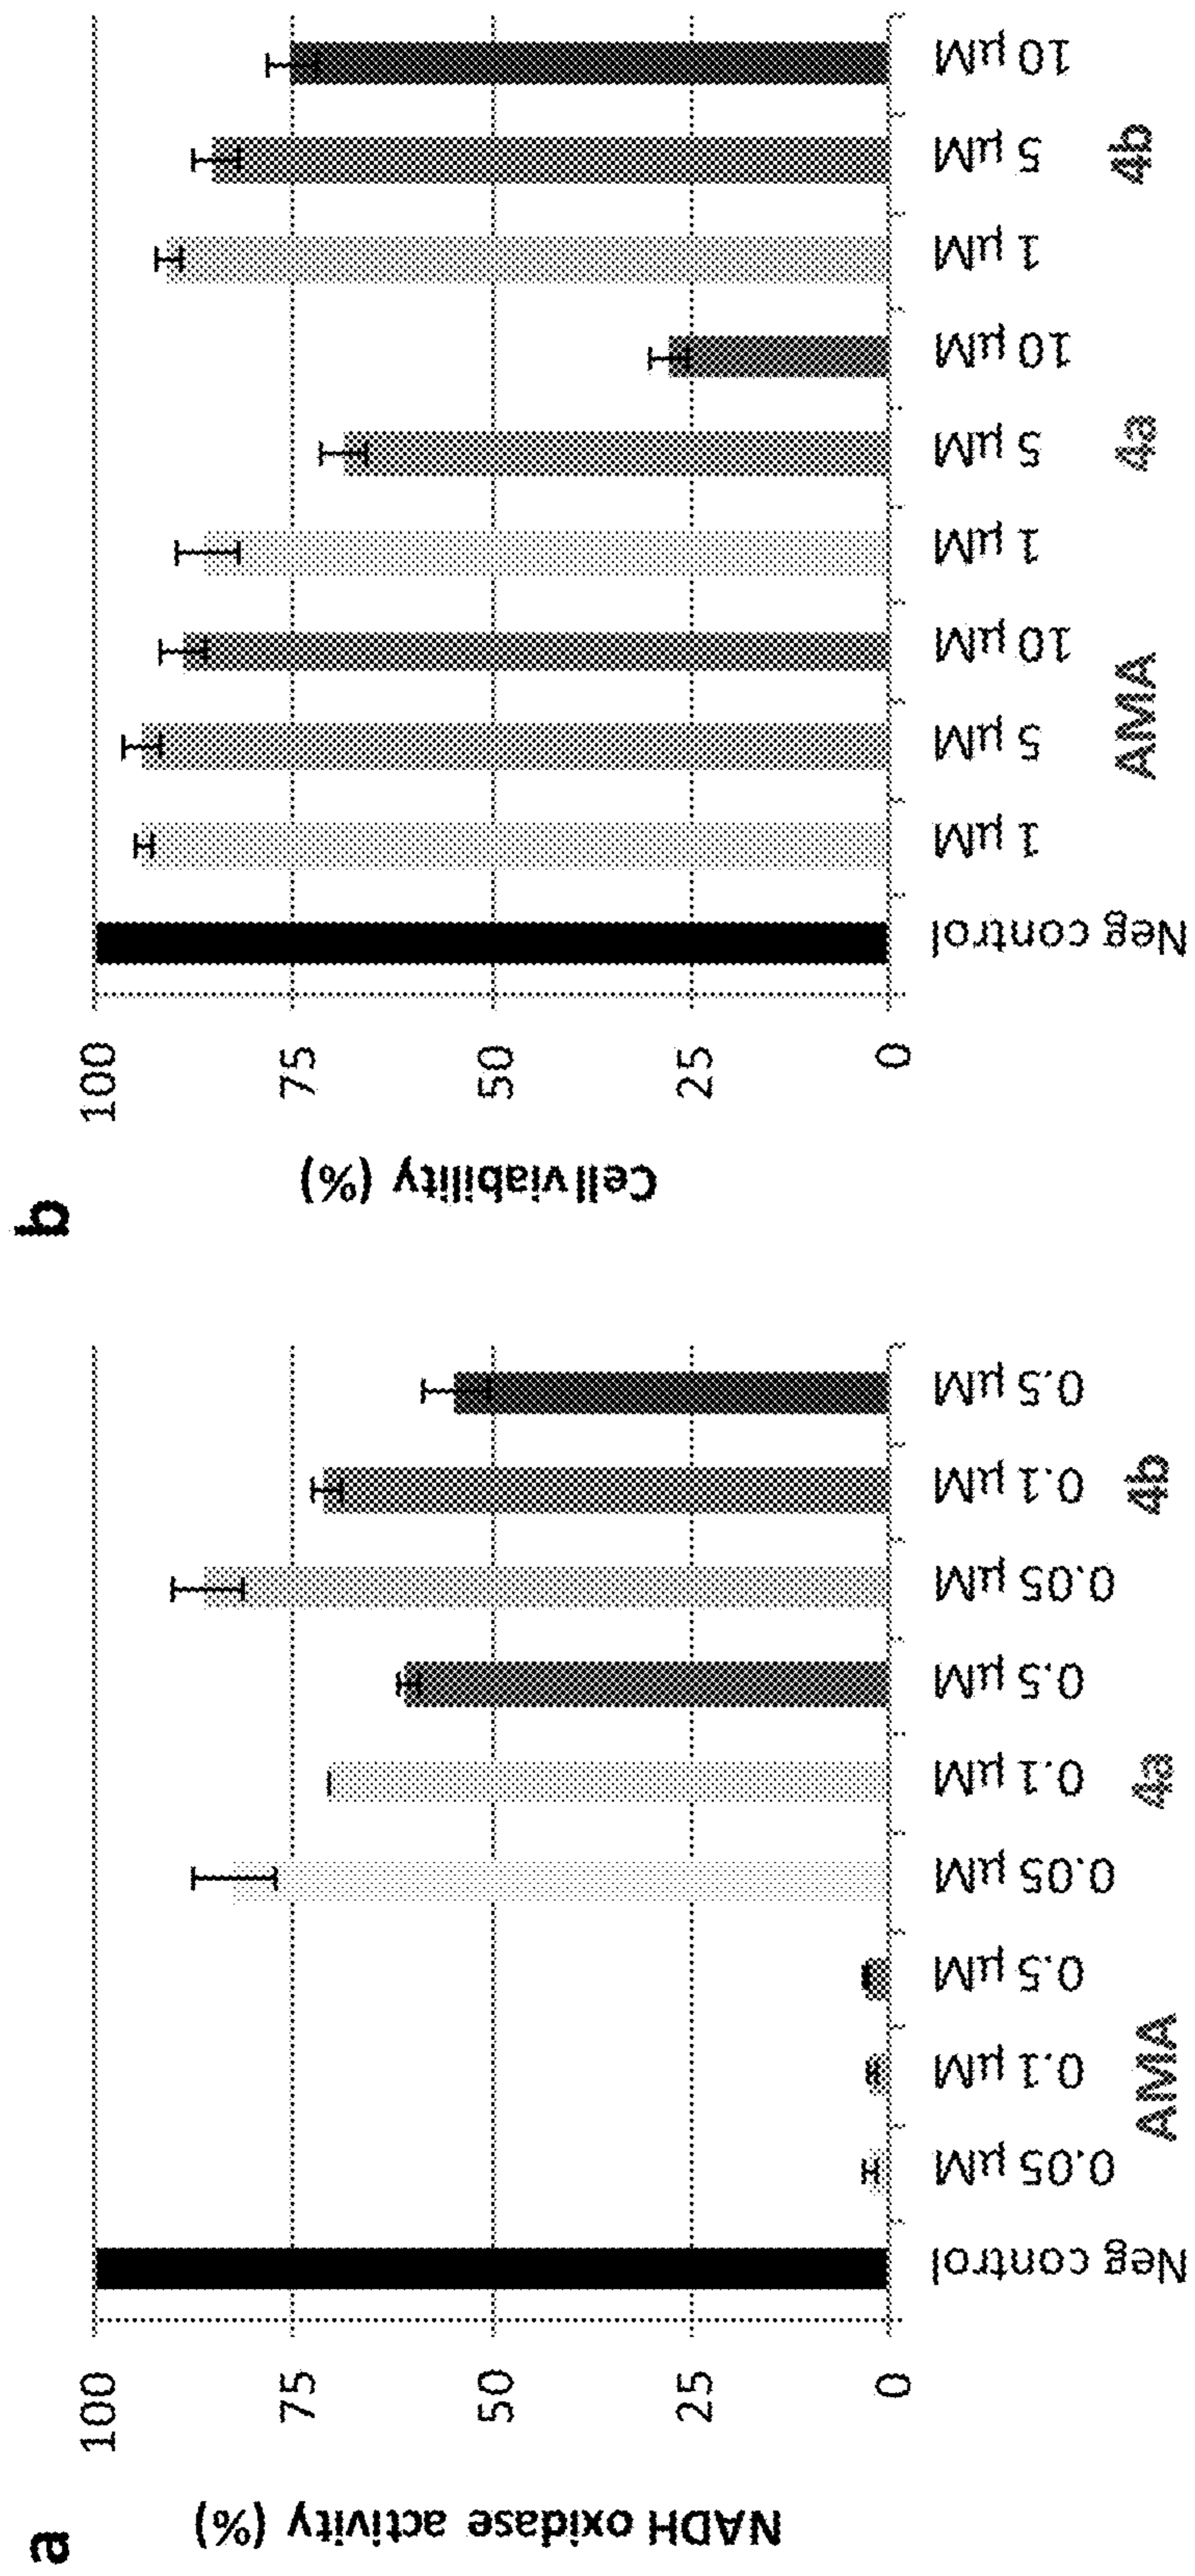 a
NADH oxidase activity (%)
100
75
50
25
0
Neg control
0.05 µM
0.1 µM
0.5 µM
0.05 µM
0.1 µM
0.5 µM
0.05 µM
0.1 µM
0.5 µM
AMA
4a
4b
b
Cell viability (%)
100
75
50
25
0
Neg control
1 µM
5 µM
10 µM
1 µM
5 µM
10 µM
1 µM
5 µM
10 µM
AMA
4a
4b